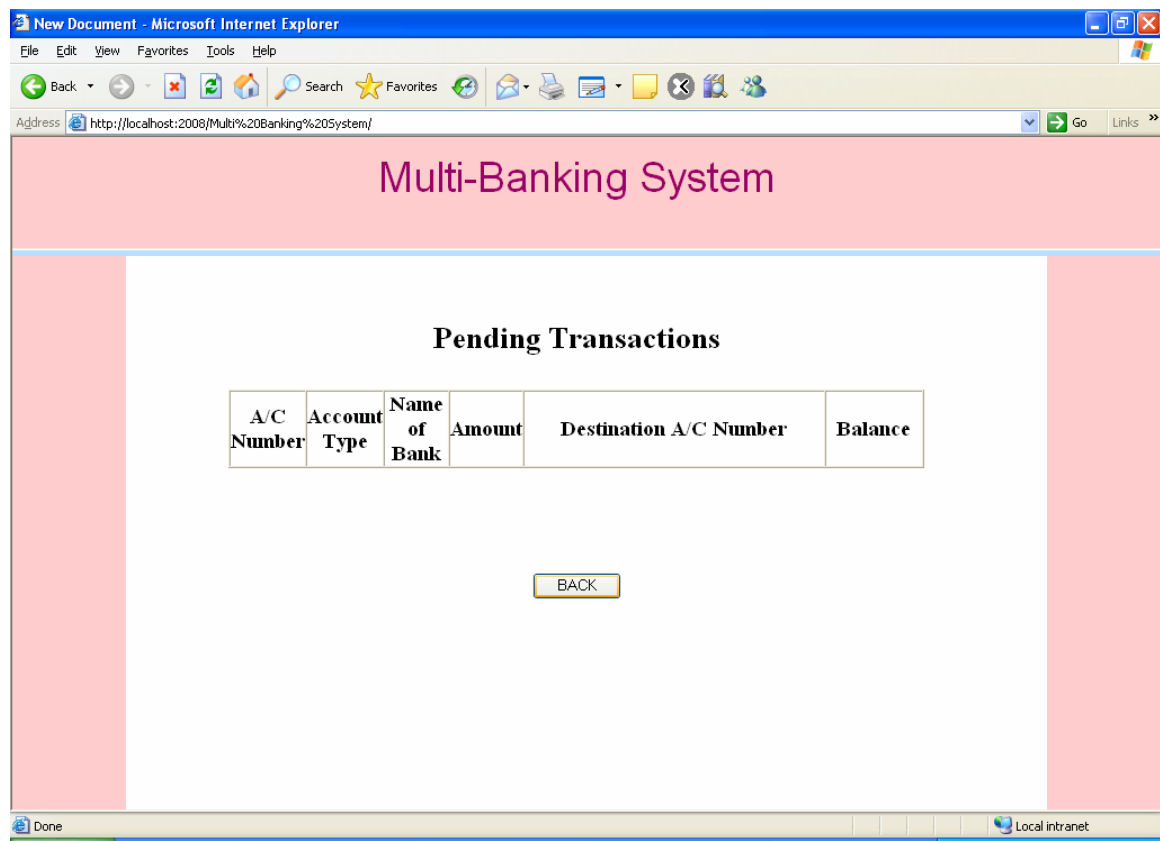 New Document - Microsoft Internet Explorer
File Edit View Favorites Tools Help
Back Search Favorites
Address http://localhost:2008/Multi%20Banking%20System/ Go Links »
Multi-Banking System
Pending Transactions
A/C Number Account Type Name of Bank Amount Destination A/C Number Balance
BACK
Done Local intranet